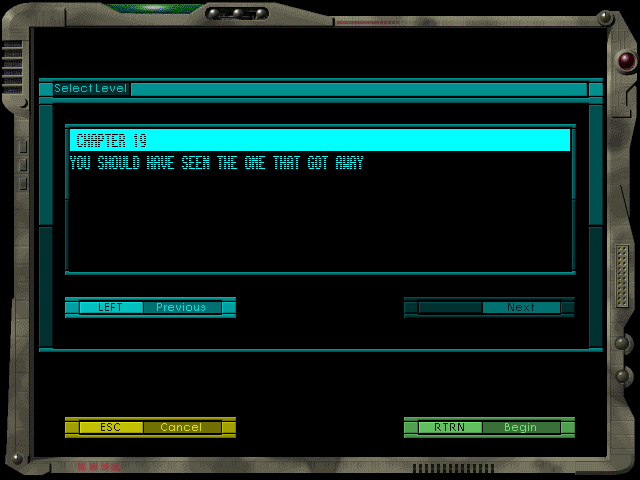 Select Level
CHAPTER 19
YOU SHOULD HAVE SEEN THE ONE THAT GOT AWAY
LEFT Previous
Next
ESC Cancel
RTRN Begin